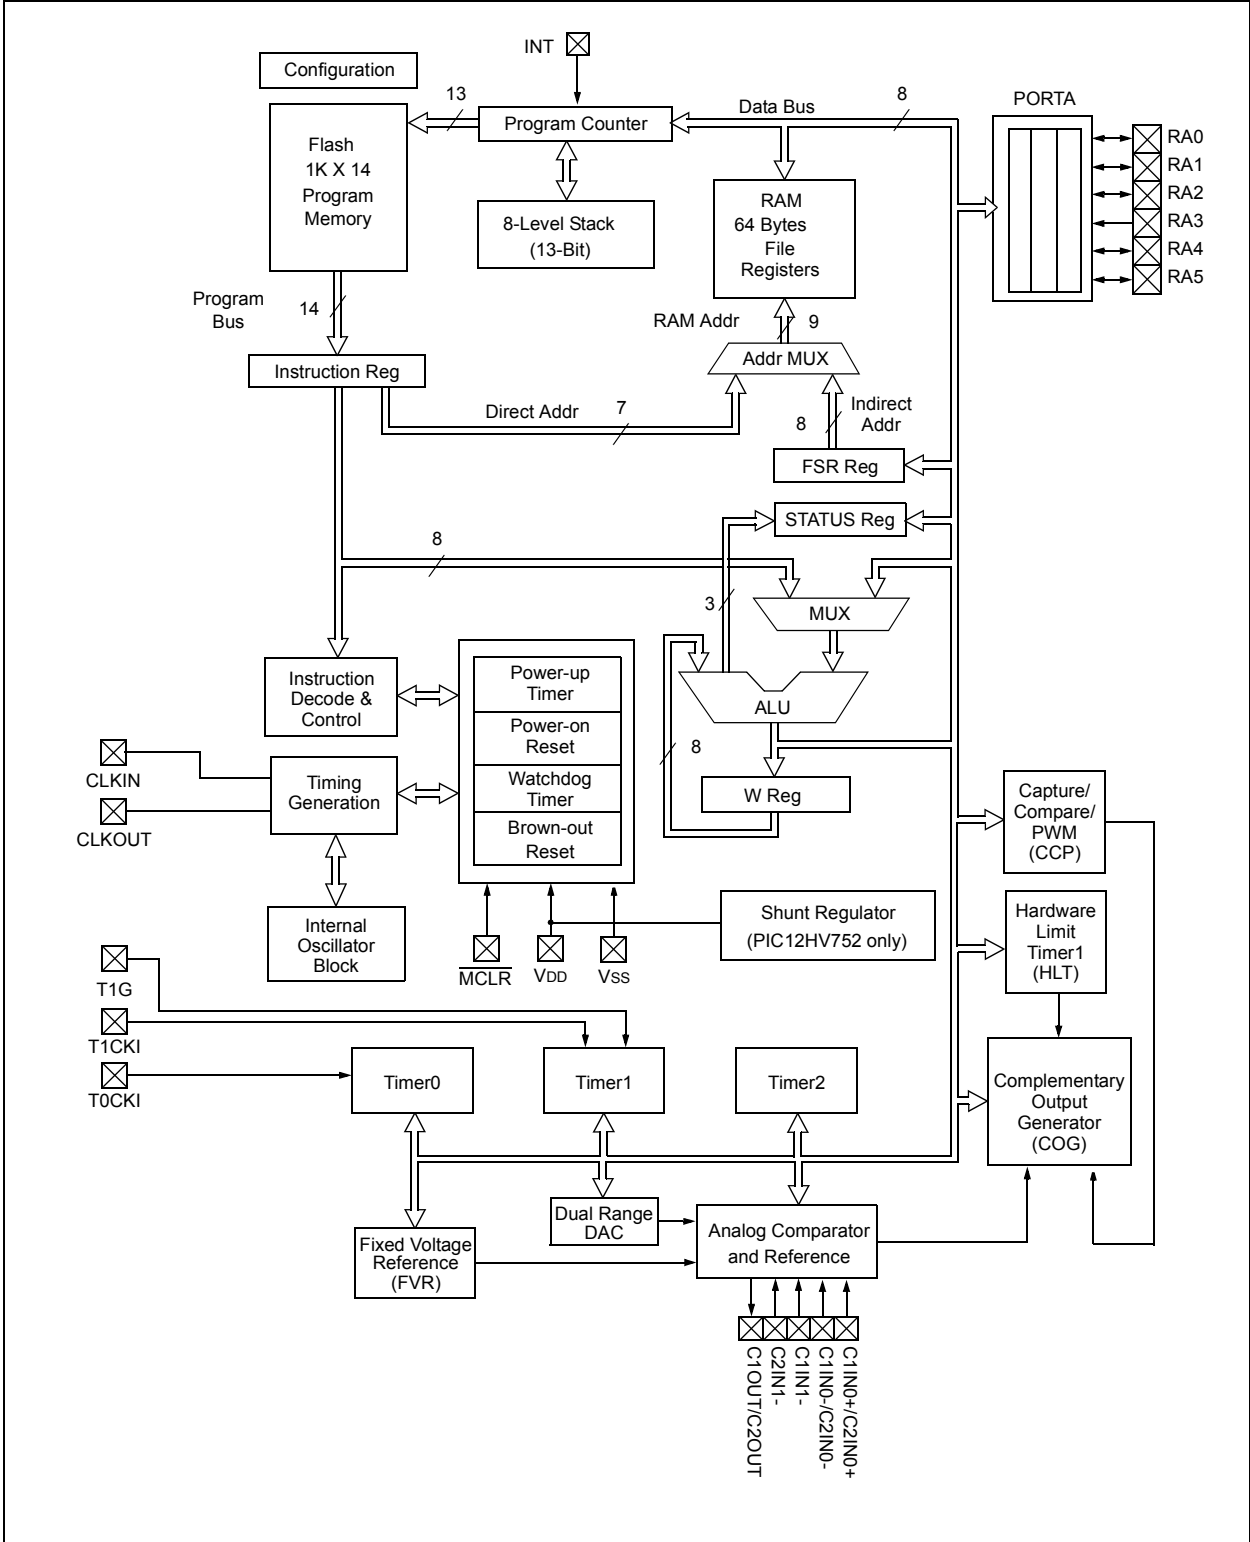 INT
Configuration
13
Data Bus
8
PORTA
Program Counter
Flash
1K X 14
Program
Memory
8-Level Stack
(13-Bit)
RAM
64 Bytes
File
Registers
RA0
RA1
RA2
RA3
RA4
RA5
Program
Bus
14
RAM Addr
9
Addr MUX
Instruction Reg
Direct Addr
7
Indirect
Addr
8
FSR Reg
STATUS Reg
8
3
MUX
Instruction
Decode &
Control
Power-up
Timer
Power-on
Reset
Watchdog
Timer
Brown-out
Reset
ALU
8
W Reg
CLKIN
CLKOUT
Timing
Generation
Capture/
Compare/
PWM
(CCP)
Internal
Oscillator
Block
MCLR
VDD
VSS
Shunt Regulator
(PIC12HV752 only)
Hardware
Limit
Timer1
(HLT)
T1G
T1CKI
T0CKI
Timer0
Timer1
Timer2
Complementary
Output
Generator
(COG)
Dual Range
DAC
Fixed Voltage
Reference
(FVR)
Analog Comparator
and Reference
C1OUT/C2OUT
C2IN1-
C1IN1-
C1IN0-/C2IN0-
C1IN0+/C2IN0+